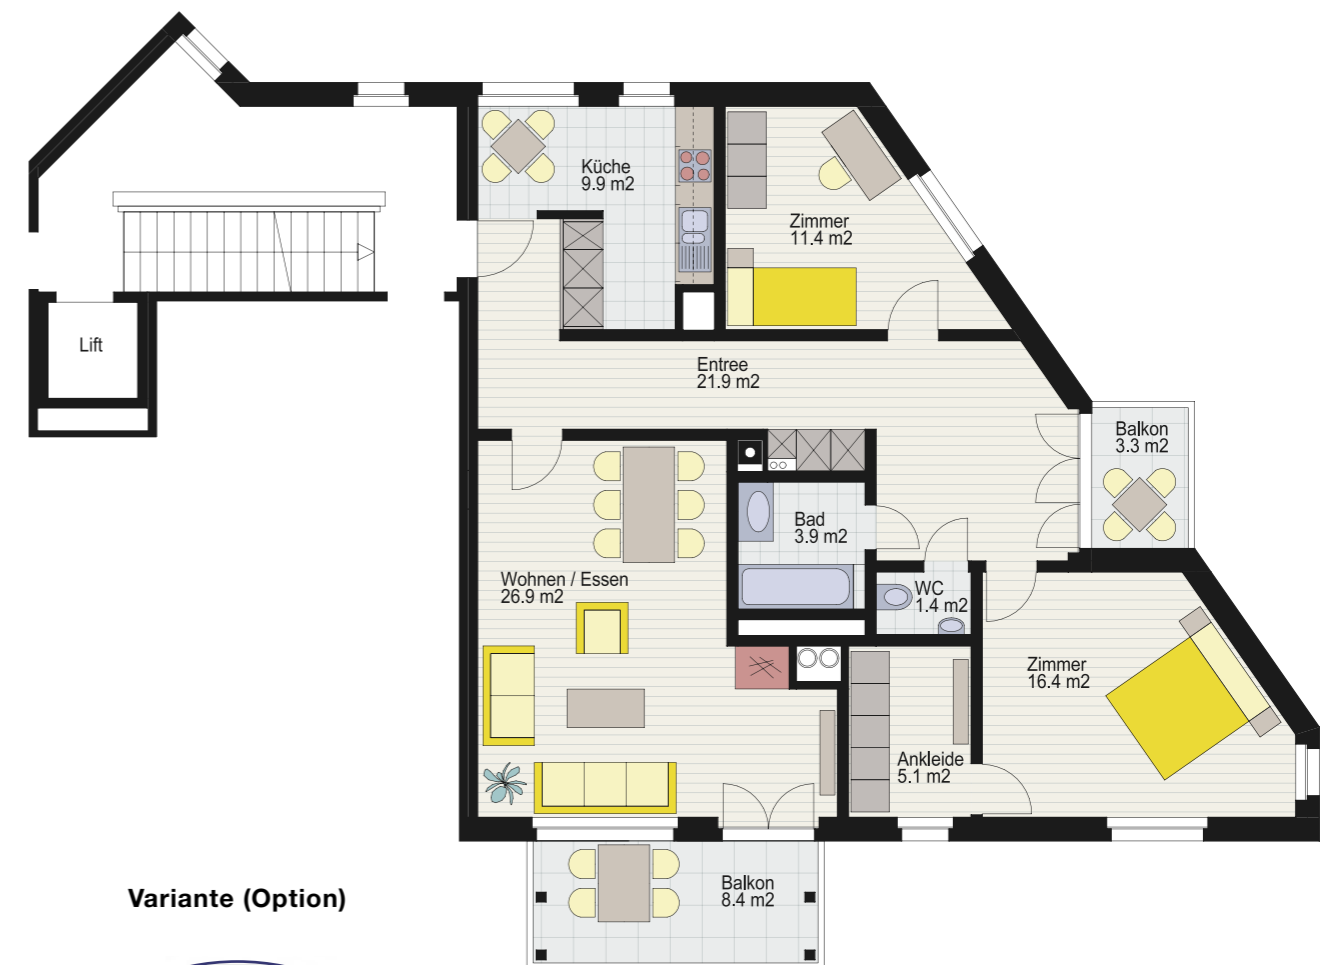 Küche
9.9 m2
Zimmer
11.4 m2
Lift
Entree
21.9 m2
Balkon
3.3 m2
Bad
3.9 m2
Wohnen / Essen
26.9 m2
WC
1.4 m2
Zimmer
16.4 m2
Ankleide
5.1 m2
Balkon
8.4 m2
Variante (Option)